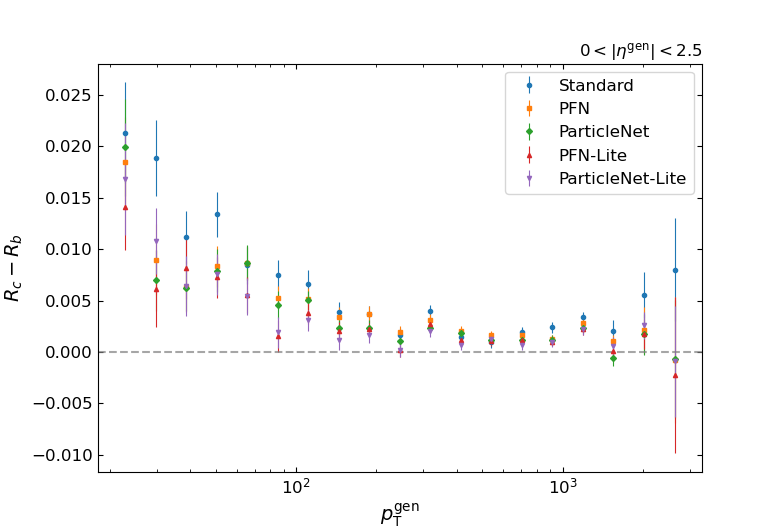 0 < |η^gen| < 2.5
0.025
0.020
0.015
0.010
0.005
0.000
−0.005
−0.010
R_c − R_b
Standard
PFN
ParticleNet
PFN-Lite
ParticleNet-Lite
10^2
10^3
p_T^gen